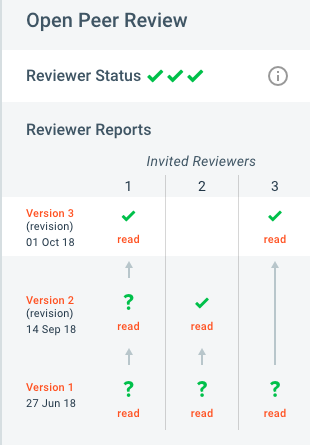 Open Peer Review
Reviewer Status ✓ ✓ ✓
Reviewer Reports
Invited Reviewers
1 2 3
Version 3
(revision)
01 Oct 18
read read
Version 2
(revision)
14 Sep 18
? read
read
Version 1
27 Jun 18
? ? ?
read read read